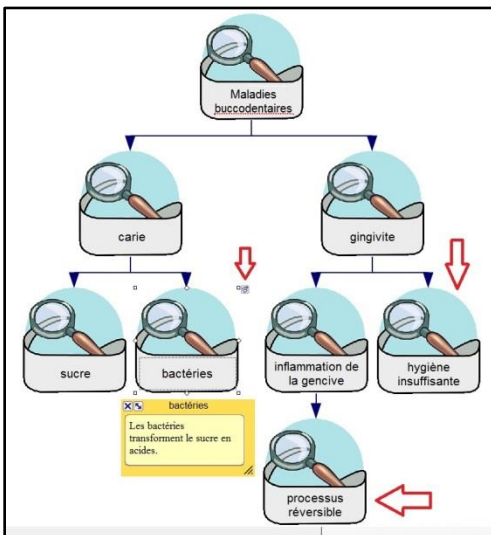 Maladies
buccodentaires
carie
gingivite
sucre
bactéries
inflammation de
la gencive
hygiène
insuffisante
bactéries
Les bactéries
transforment le sucre en
acides.
processus
réversible